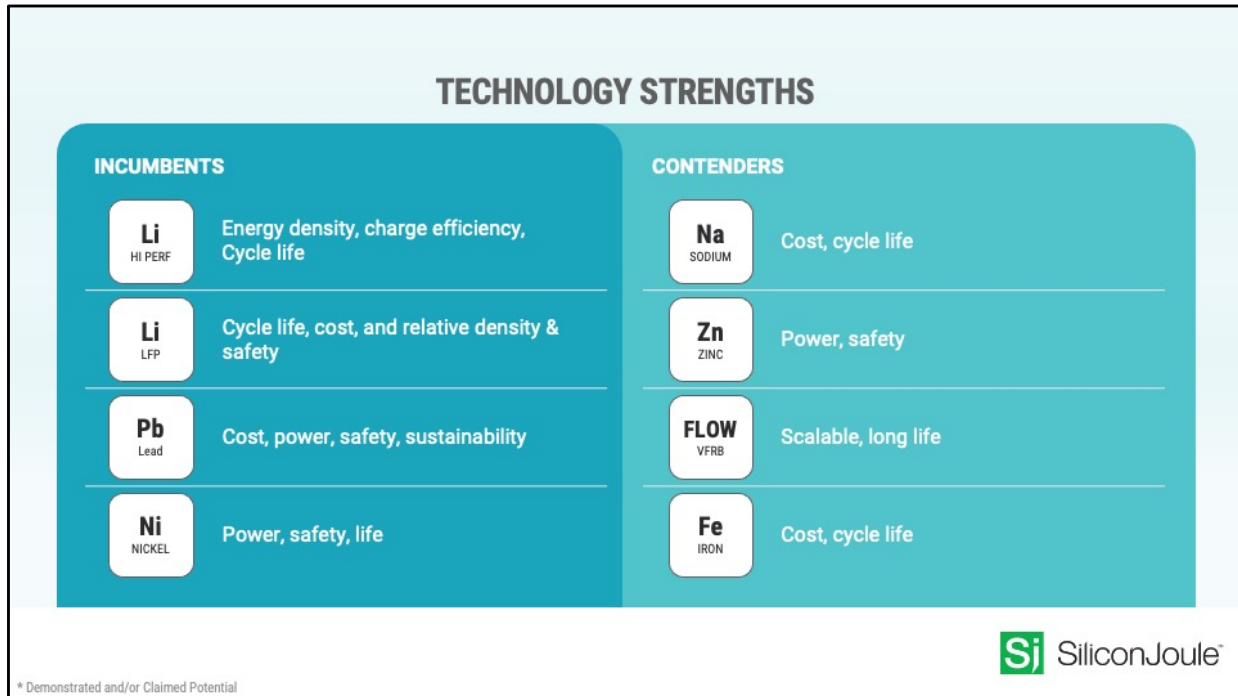 TECHNOLOGY STRENGTHS
INCUMBENTS
Li
HI PERF
Energy density, charge efficiency,
Cycle life
Li
LFP
Cycle life, cost, and relative density &
safety
Pb
Lead
Cost, power, safety, sustainability
Ni
NICKEL
Power, safety, life
CONTENDERS
Na
SODIUM
Cost, cycle life
Zn
ZINC
Power, safety
FLOW
VFRB
Scalable, long life
Fe
IRON
Cost, cycle life
Sj SiliconJoule™
* Demonstrated and/or Claimed Potential